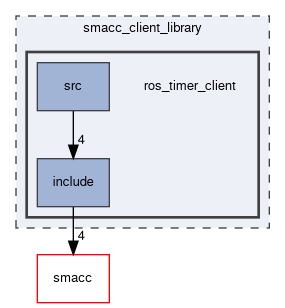 smacc_client_library
src
ros_timer_client
4
include
4
smacc